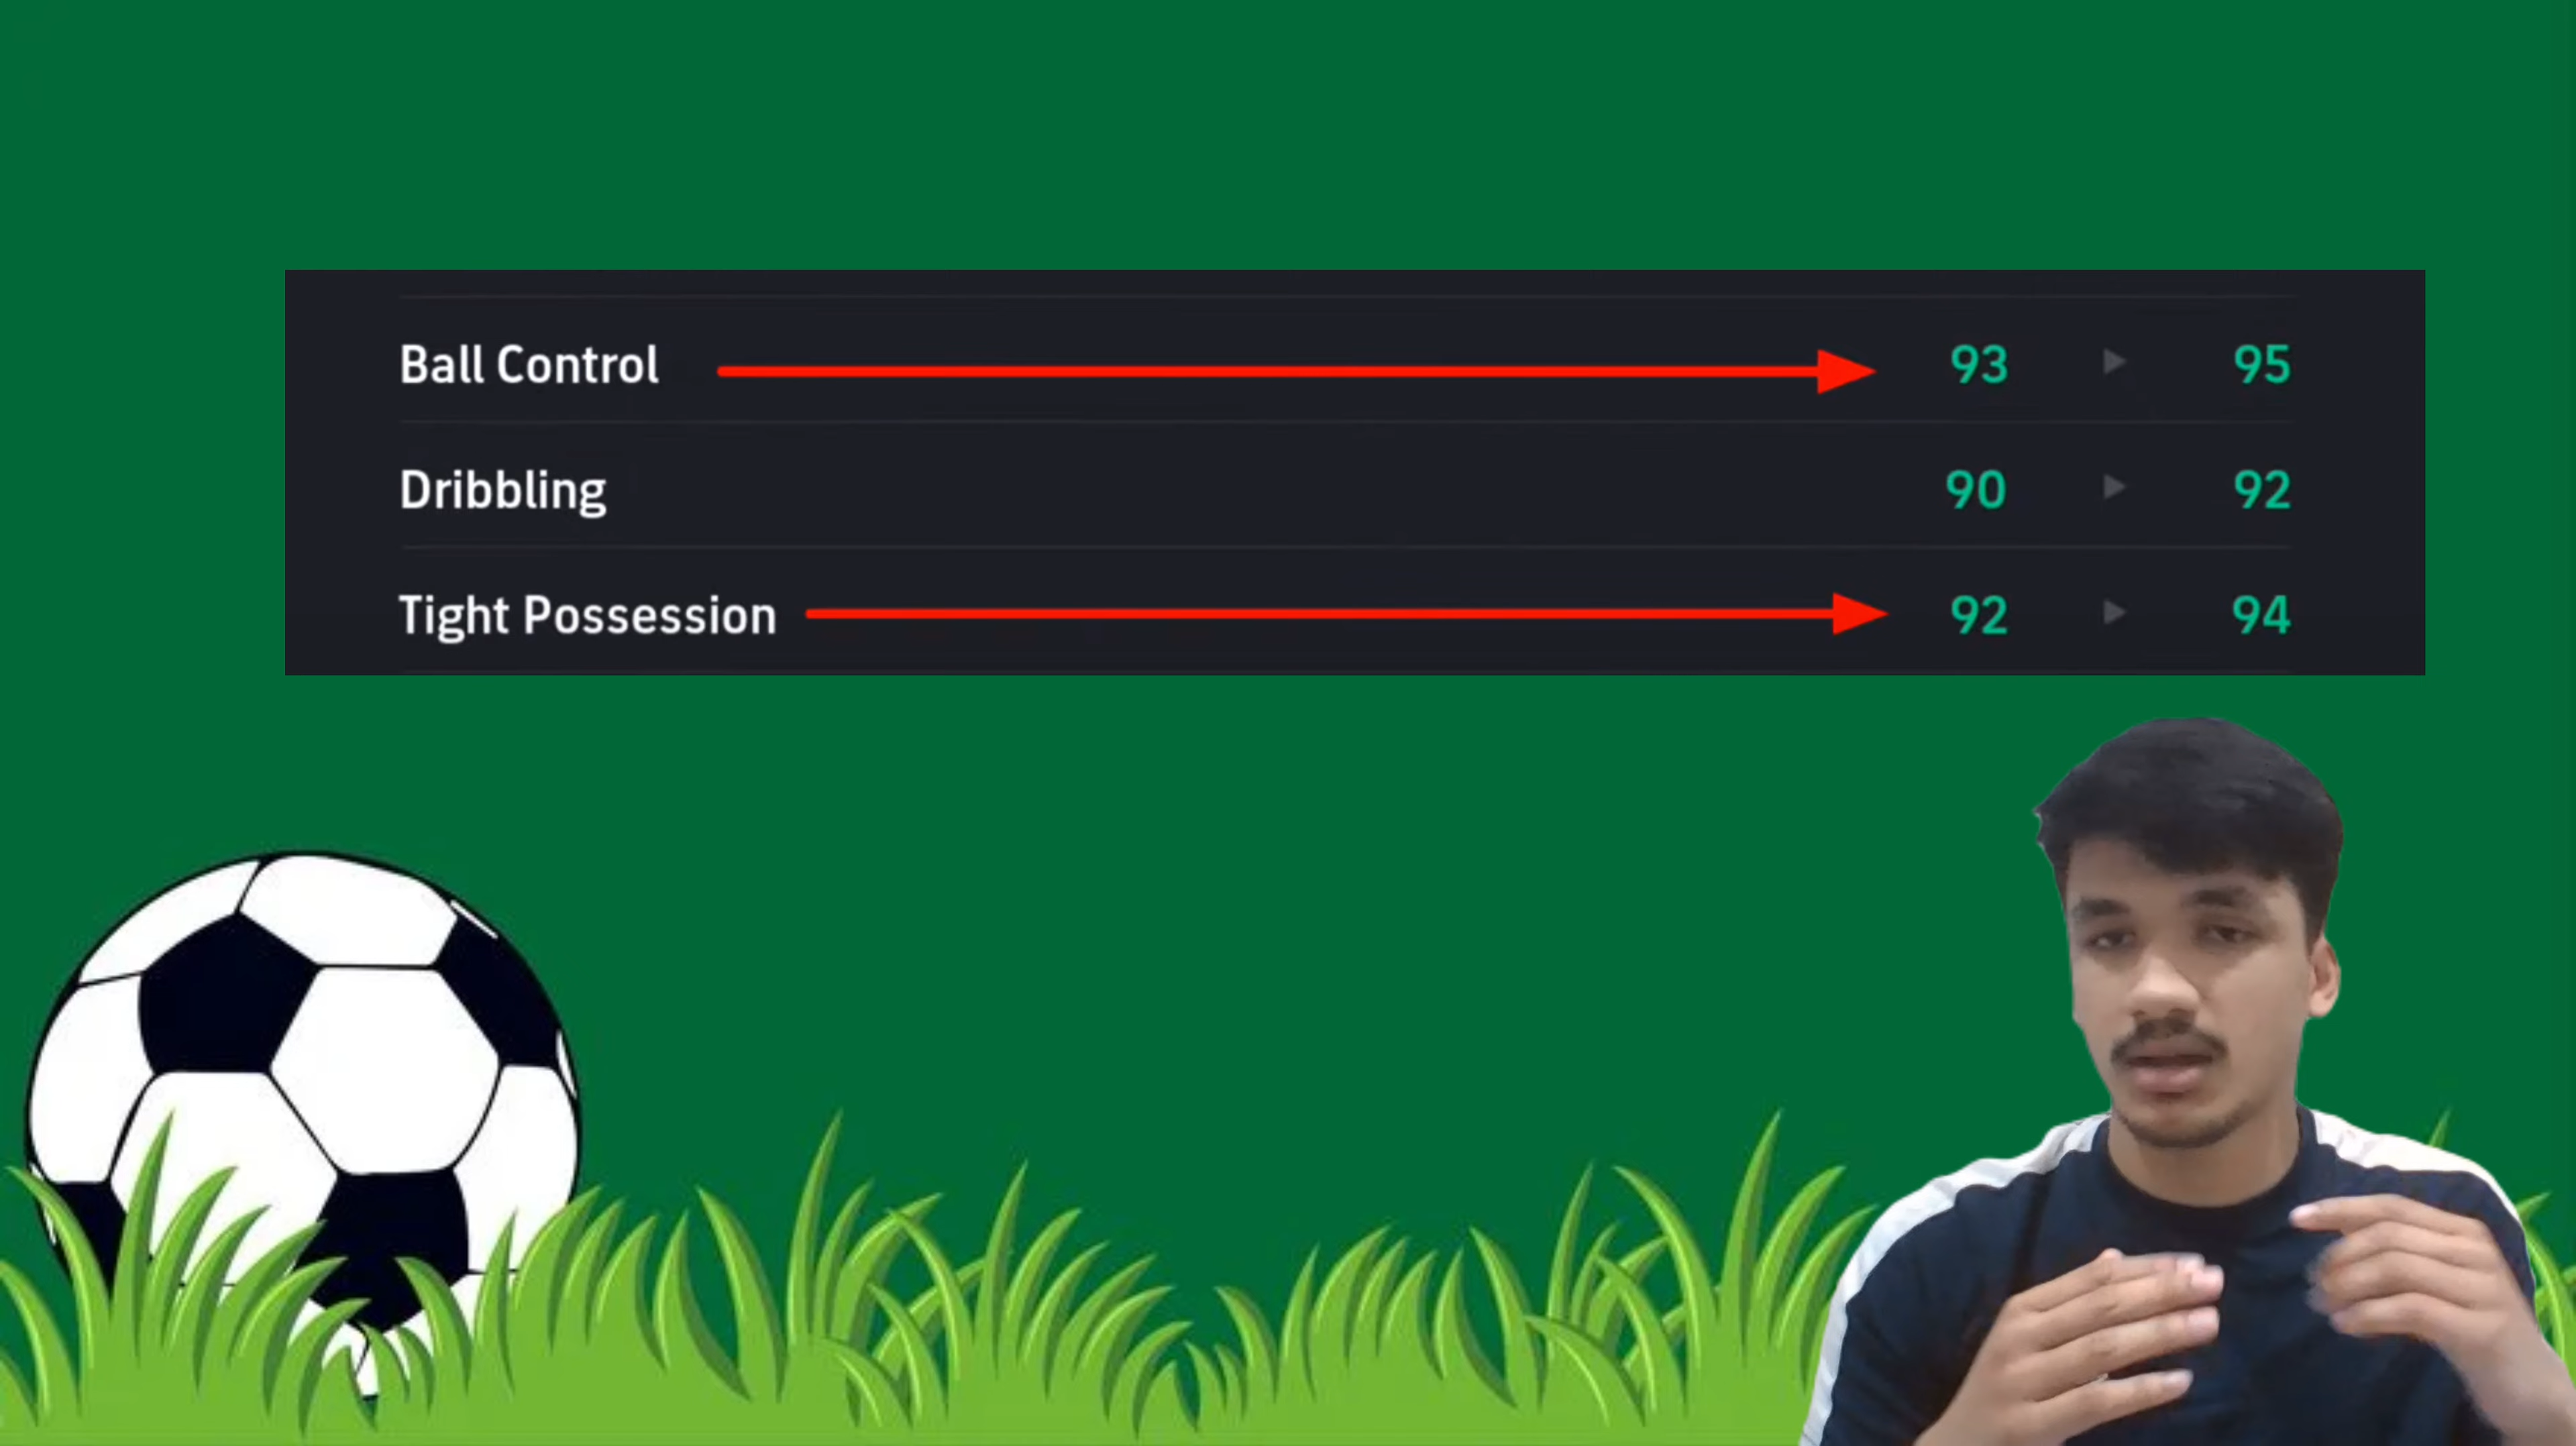 Ball Control 93 ▶ 95
Dribbling 90 ▶ 92
Tight Possession 92 ▶ 94